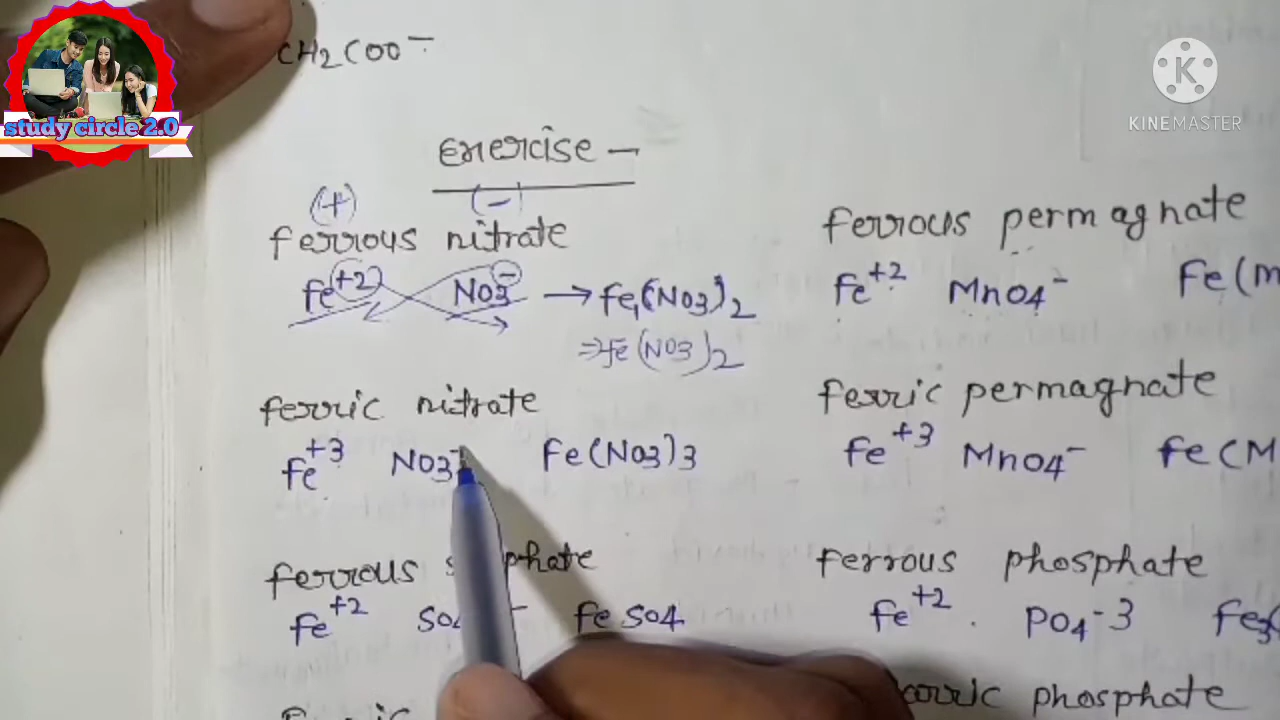 CH2COO-
study circle 2.0
KINEMASTER
Exercise -
(+) (-)
ferrous nitrate
Fe+2 NO3- → Fe1(NO3)2
⇒ Fe(NO3)2
ferric nitrate
Fe+3 NO3- Fe(NO3)3
ferrous
Fe+2 SO4 FeSO4
ferrous permagnate
Fe+2 MnO4- Fe(M
ferric permagnate
Fe+3 MnO4- Fe(M
ferrous phosphate
Fe+2 PO4-3 Fe3(
phosphate